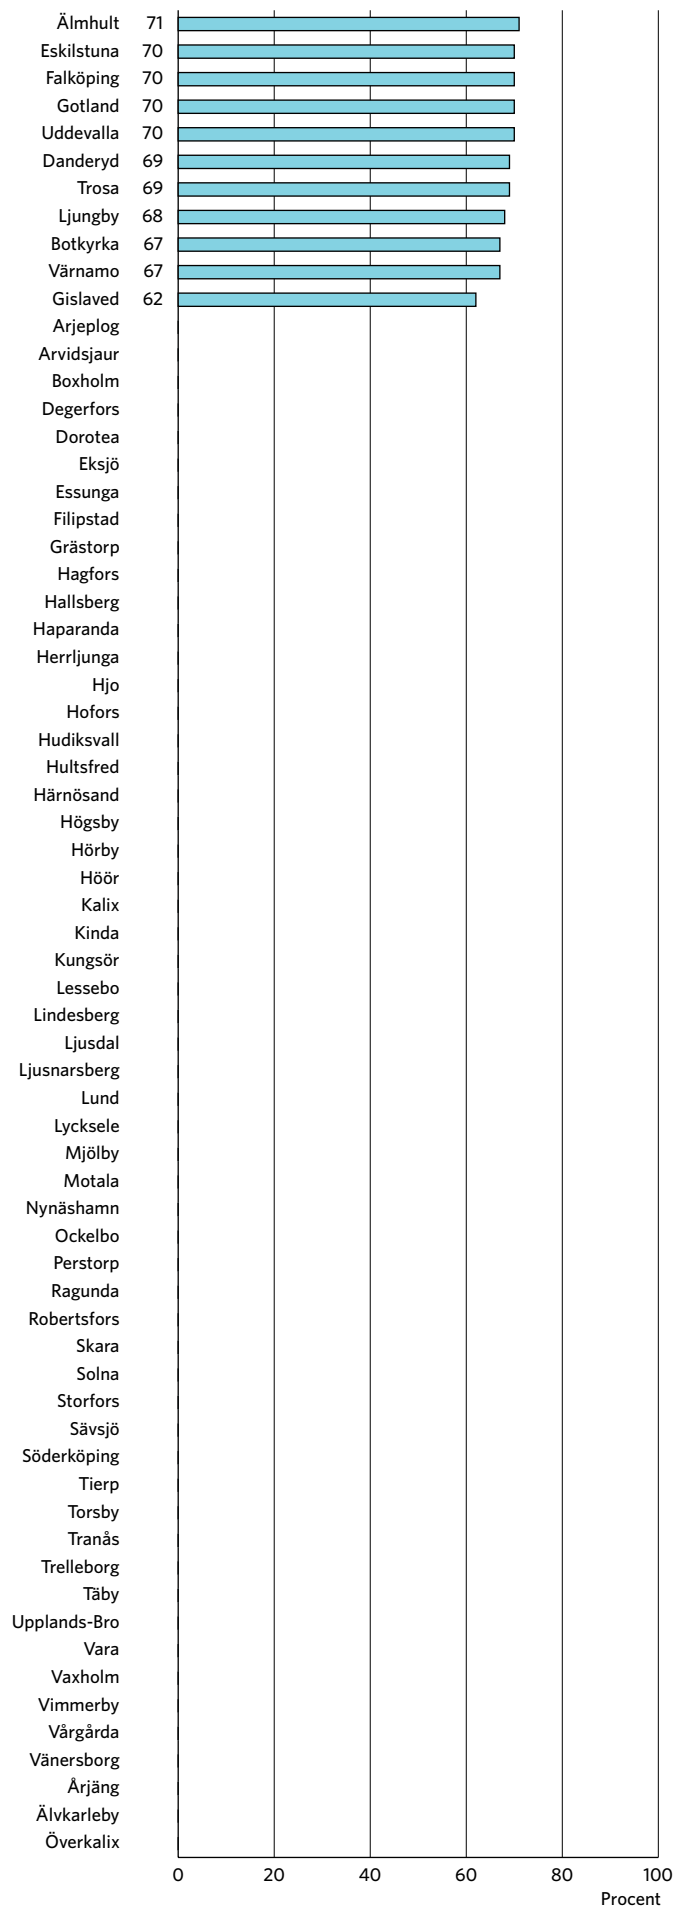 Älmhult 71
Eskilstuna 70
Falköping 70
Gotland 70
Uddevalla 70
Danderyd 69
Trosa 69
Ljungby 68
Botkyrka 67
Värnamo 67
Gislaved 62
Arjeplog
Arvidsjaur
Boxholm
Degerfors
Dorotea
Eksjö
Essunga
Filipstad
Grästorp
Hagfors
Hallsberg
Haparanda
Herrljunga
Hjo
Hofors
Hudiksvall
Hultsfred
Härnösand
Högsby
Hörby
Höör
Kalix
Kinda
Kungsör
Lessebo
Lindesberg
Ljusdal
Ljusnarsberg
Lund
Lycksele
Mjölby
Motala
Nynäshamn
Ockelbo
Perstorp
Ragunda
Robertsfors
Skara
Solna
Storfors
Sävsjö
Söderköping
Tierp
Torsby
Tranås
Trelleborg
Täby
Upplands-Bro
Vara
Vaxholm
Vimmerby
Vårgårda
Vänersborg
Årjäng
Älvkarleby
Överkalix
0 20 40 60 80 100
Procent